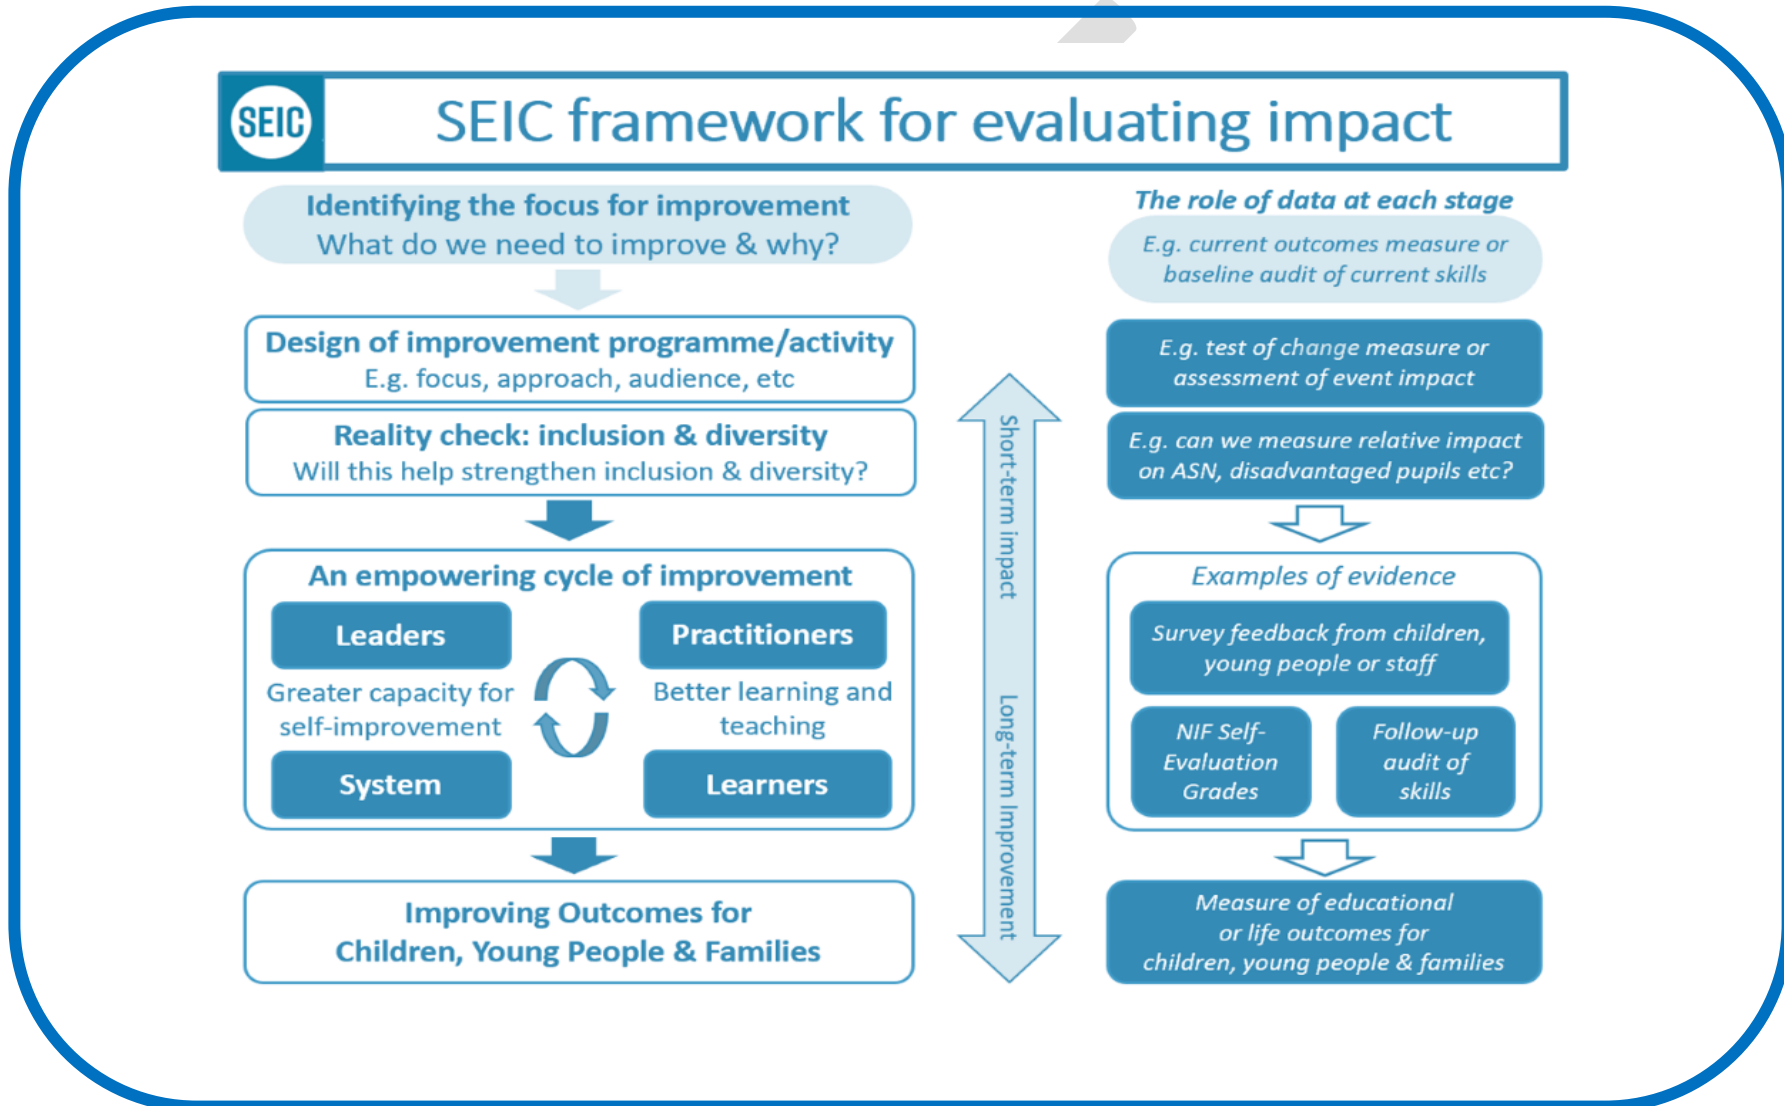 SEIC
SEIC framework for evaluating impact
Identifying the focus for improvement
What do we need to improve & why?
Design of improvement programme/activity
E.g. focus, approach, audience, etc
Reality check: inclusion & diversity
Will this help strengthen inclusion & diversity?
An empowering cycle of improvement
Leaders
Practitioners
Greater capacity for
self-improvement
Better learning and
teaching
System
Learners
Improving Outcomes for
Children, Young People & Families
Short-term impact
Long-term Improvement
The role of data at each stage
E.g. current outcomes measure or
baseline audit of current skills
E.g. test of change measure or
assessment of event impact
E.g. can we measure relative impact
on ASN, disadvantaged pupils etc?
Examples of evidence
Survey feedback from children,
young people or staff
NIF Self-
Evaluation
Grades
Follow-up
audit of
skills
Measure of educational
or life outcomes for
children, young people & families